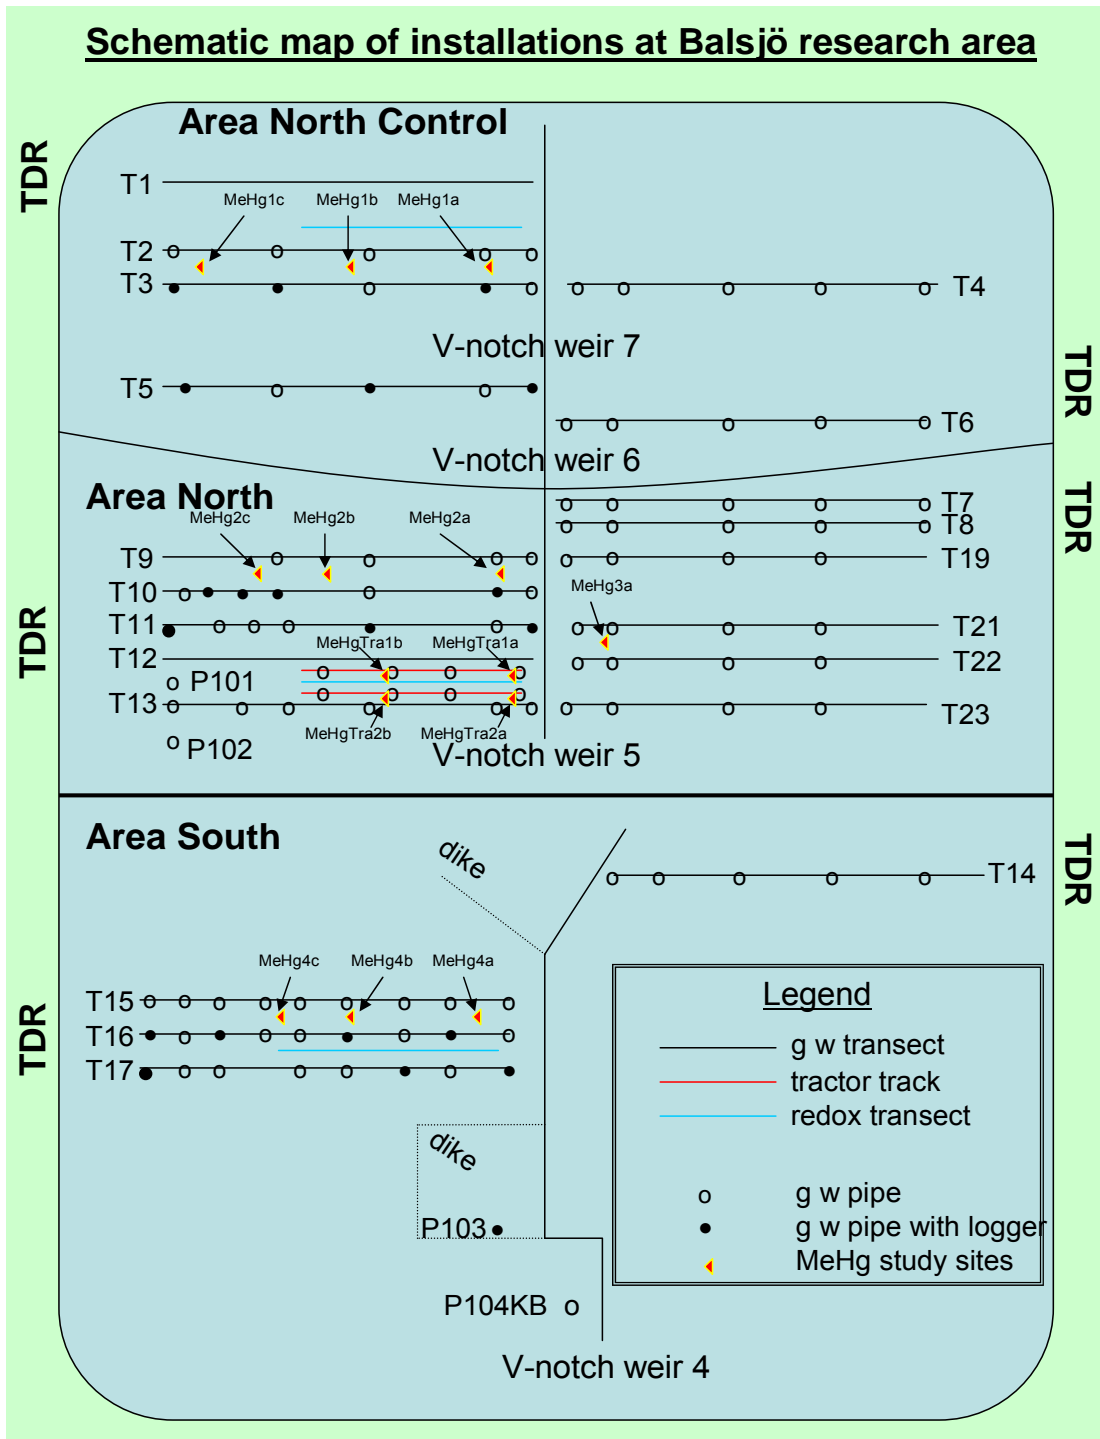 Schematic map of installations at Balsjö research area
Area North Control
TDR
T1
MeHg1c MeHg1b MeHg1a
T2
T3
T4
V-notch weir 7
TDR
T5
T6
V-notch weir 6
Area North
TDR
T7
MeHg2c MeHg2b MeHg2a
T8
T9
T19
T10
MeHg3a
TDR
T11
T21
MeHgTra1b MeHgTra1a
T12
T22
P101
T13
T23
MeHgTra2b MeHgTra2a
P102
V-notch weir 5
Area South
TDR
dike
T14
MeHg4c MeHg4b MeHg4a
T15
TDR
T16
T17
Legend
g w transect
tractor track
redox transect
g w pipe
g w pipe with logger
MeHg study sites
dike
P103
P104KB
V-notch weir 4